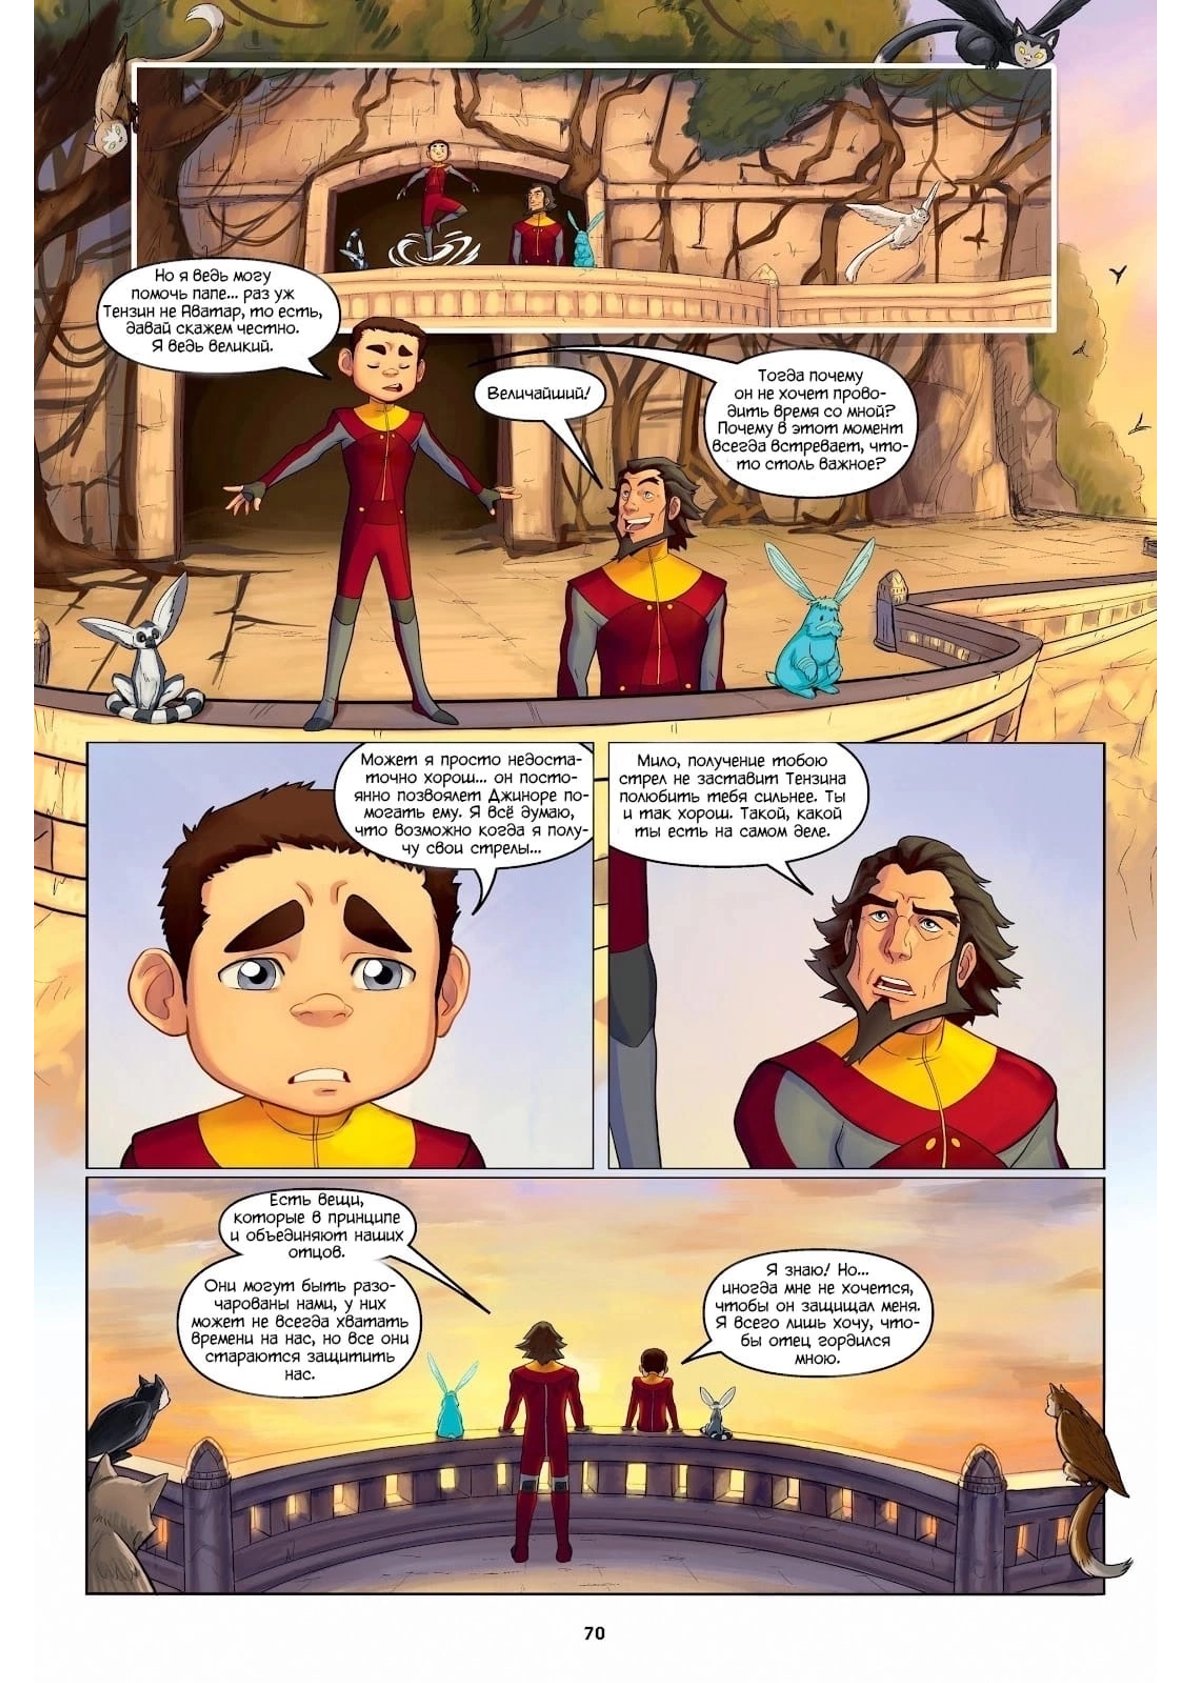 Но я ведь могу
помочь папе... раз уж
Тензин не Аватар, то есть,
давай скажем честно.
Я ведь великий.
Величайший!
Тогда почему
он не хочет прово-
дить время со мной?
Почему в этот момент
всегда встревает, что-
то столь важное?
Может я просто недоста-
точно хорош... он посто-
янно позвоялет Джиноре по-
могать ему. Я всё думаю,
что возможно когда я полу-
чу свои стрелы...
Мило, получение тобою
стрел не заставит Тензина
полюбить тебя сильнее. Ты
и так хорош. Такой, какой
ты есть на самом деле.
Есть вещи,
которые в принципе
и объединяют наших
отцов.
Они могут быть разо-
чарованы нами, у них
может не всегда хватать
времени на нас, но все они
стараются защитить
нас.
Я знаю! Но...
иногда мне не хочется,
чтобы он защищал меня.
Я всего лишь хочу, что-
бы отец гордился
мною.
70